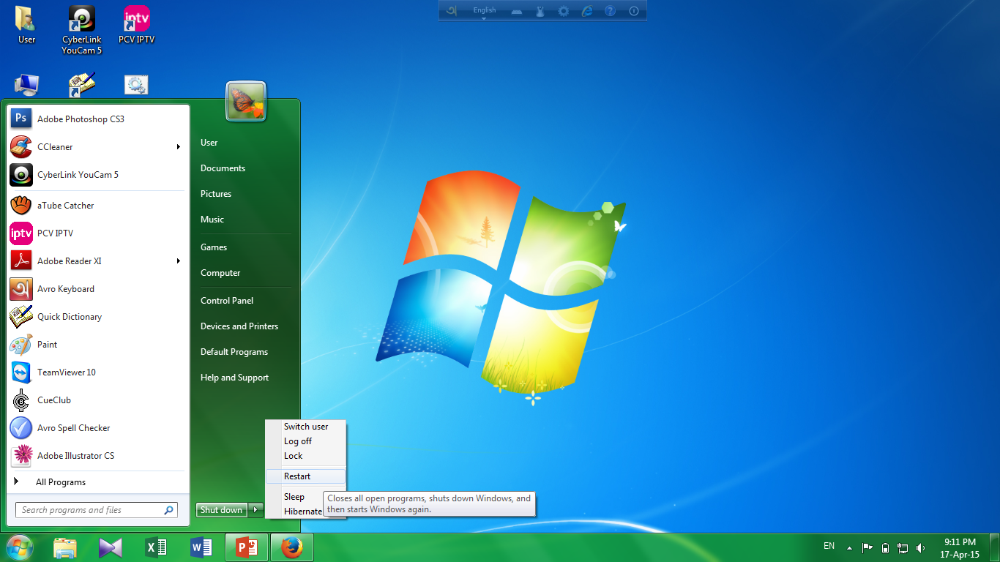 English
User
CyberLink
YouCam 5
iptv
PCV IPTV
Ps
Adobe Photoshop CS3
CCleaner
CyberLink YouCam 5
aTube Catcher
iptv
PCV IPTV
Adobe Reader XI
অ
Avro Keyboard
Quick Dictionary
Paint
TeamViewer 10
CueClub
Avro Spell Checker
Adobe Illustrator CS
All Programs
Search programs and files
User
Documents
Pictures
Music
Games
Computer
Control Panel
Devices and Printers
Default Programs
Help and Support
Shut down
Switch user
Log off
Lock
Restart
Sleep
Hibernate
Closes all open programs, shuts down Windows, and
then starts Windows again.
EN
9:11 PM
17-Apr-15